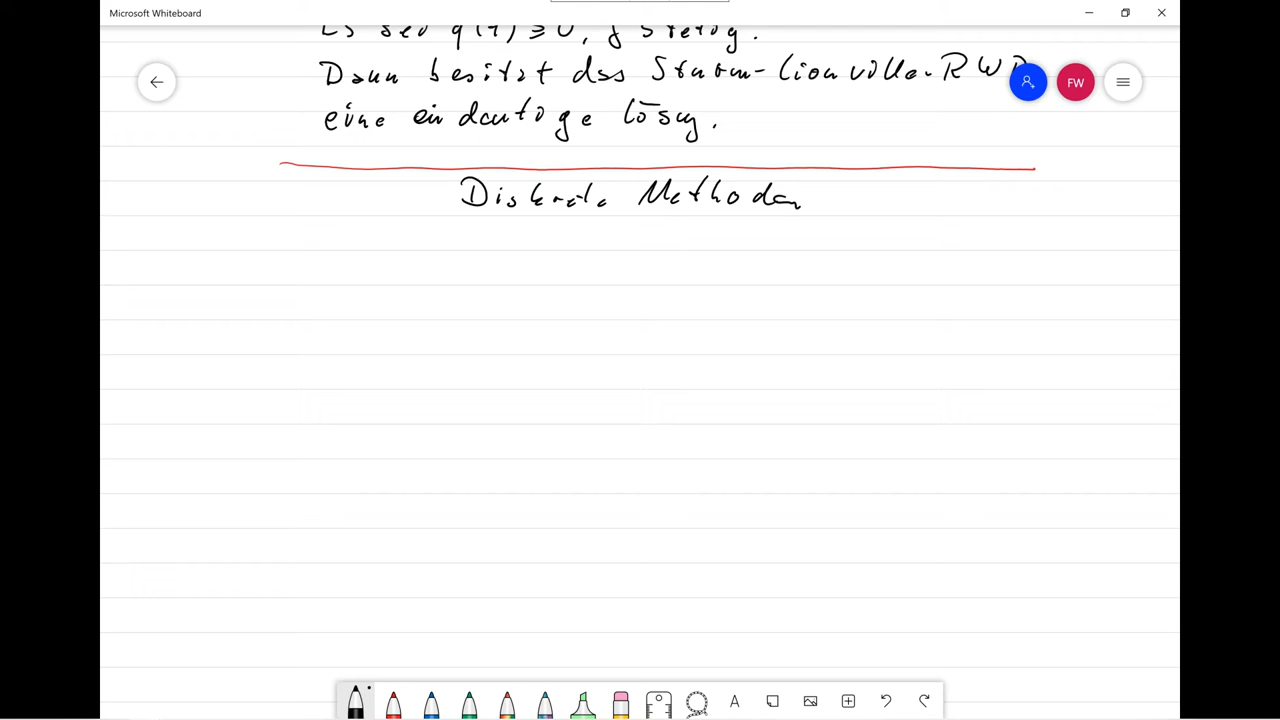 Microsoft Whiteboard
Es sei q(t) ≥ 0, f stetig.
Dann besitzt das Sturm-Liouville-RWP
eine eindeutige Lösung.
FW
Diskrete Methoden
A